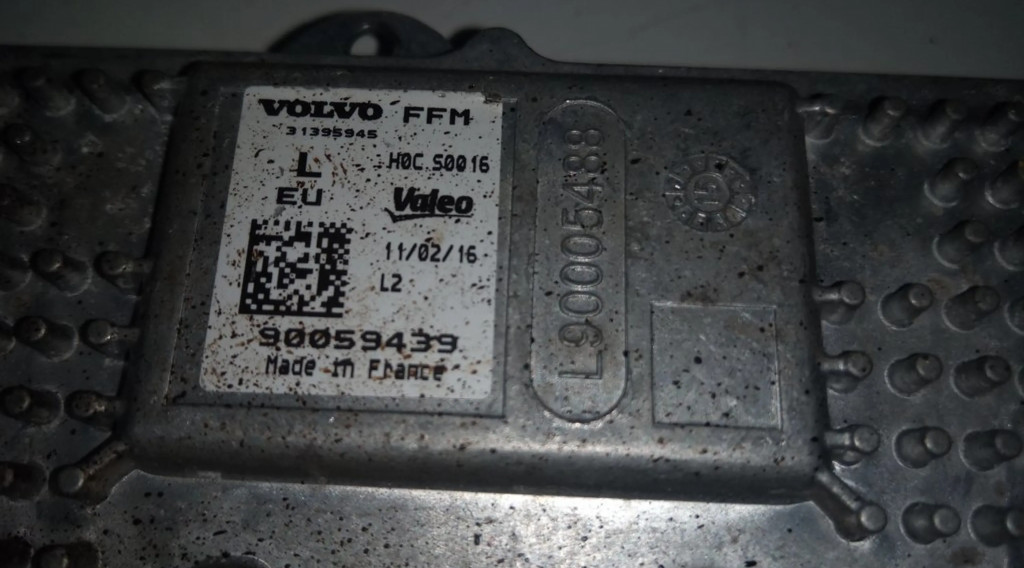 VOLVO FFM
31395945
L H0C S0016
EU Valeo
11/02/16
L2
90059439
Made in France
L90005488